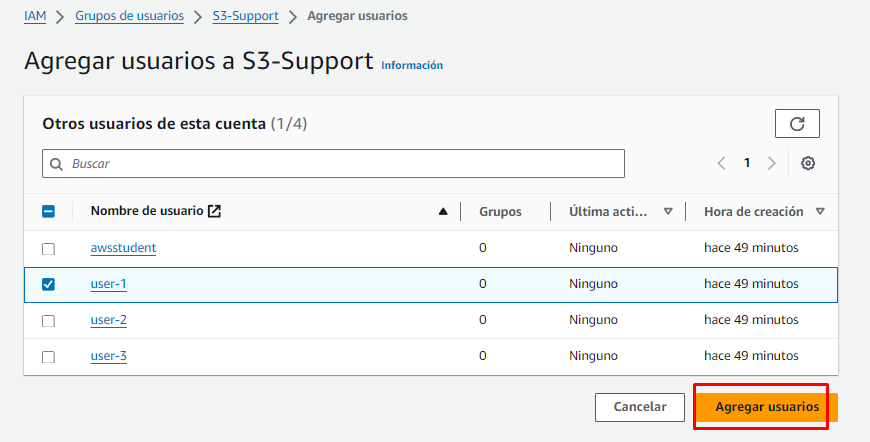 IAM > Grupos de usuarios > S3-Support > Agregar usuarios
Agregar usuarios a S3-Support Información
Otros usuarios de esta cuenta (1/4)
Buscar
1
Nombre de usuario Grupos Última acti... Hora de creación
awsstudent 0 Ninguno hace 49 minutos
user-1 0 Ninguno hace 49 minutos
user-2 0 Ninguno hace 49 minutos
user-3 0 Ninguno hace 49 minutos
Cancelar Agregar usuarios